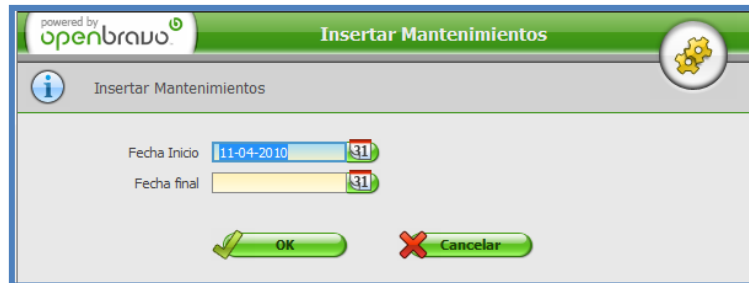 powered by
openbravo
Insertar Mantenimientos
Insertar Mantenimientos
Fecha Inicio 11-04-2010 31
Fecha final 31
OK Cancelar